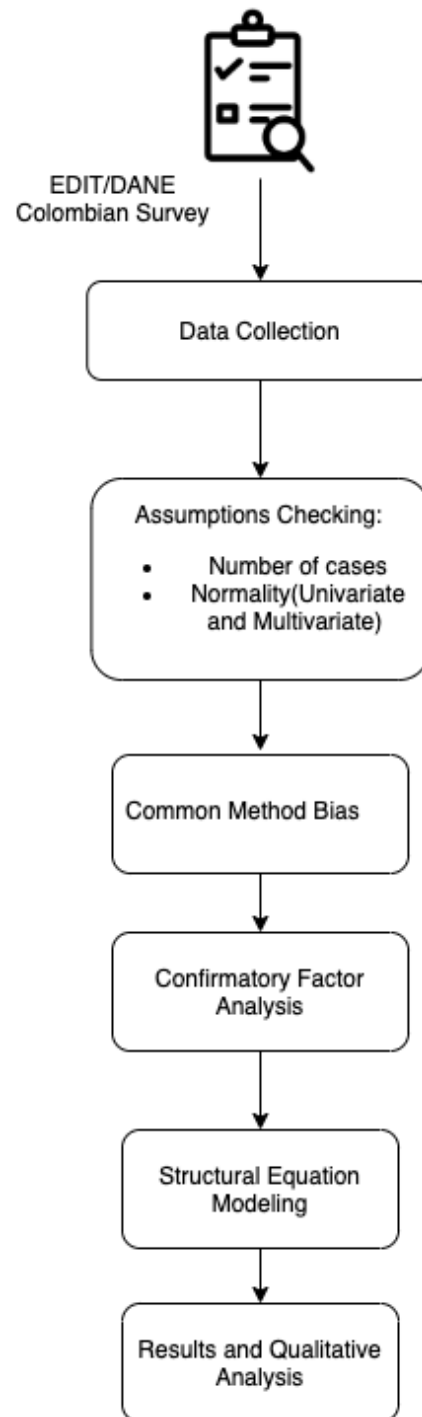 EDIT/DANE
Colombian Survey
Data Collection
Assumptions Checking:
• Number of cases
• Normality(Univariate
and Multivariate)
Common Method Bias
Confirmatory Factor
Analysis
Structural Equation
Modeling
Results and Qualitative
Analysis